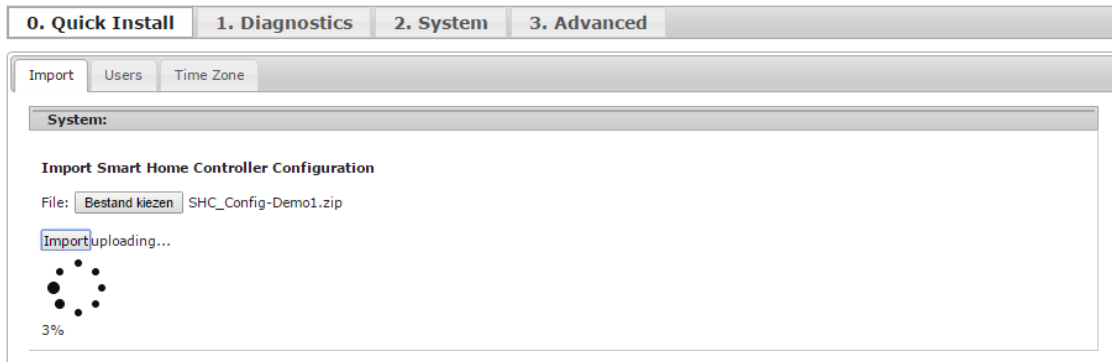 0. Quick Install 1. Diagnostics 2. System 3. Advanced
Import Users Time Zone
System:
Import Smart Home Controller Configuration
File: Bestand kiezen SHC_Config-Demo1.zip
Import uploading...
3%